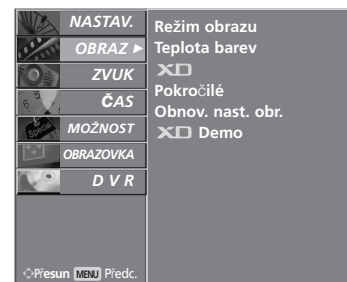 NASTAV.
OBRAZ
ZVUK
ČAS
MOŽNOST
OBRAZOVKA
D V R
Přesun MENU Předc.
Režim obrazu
Teplota barev
XD
Pokročilé
Obnov. nast. obr.
XD Demo